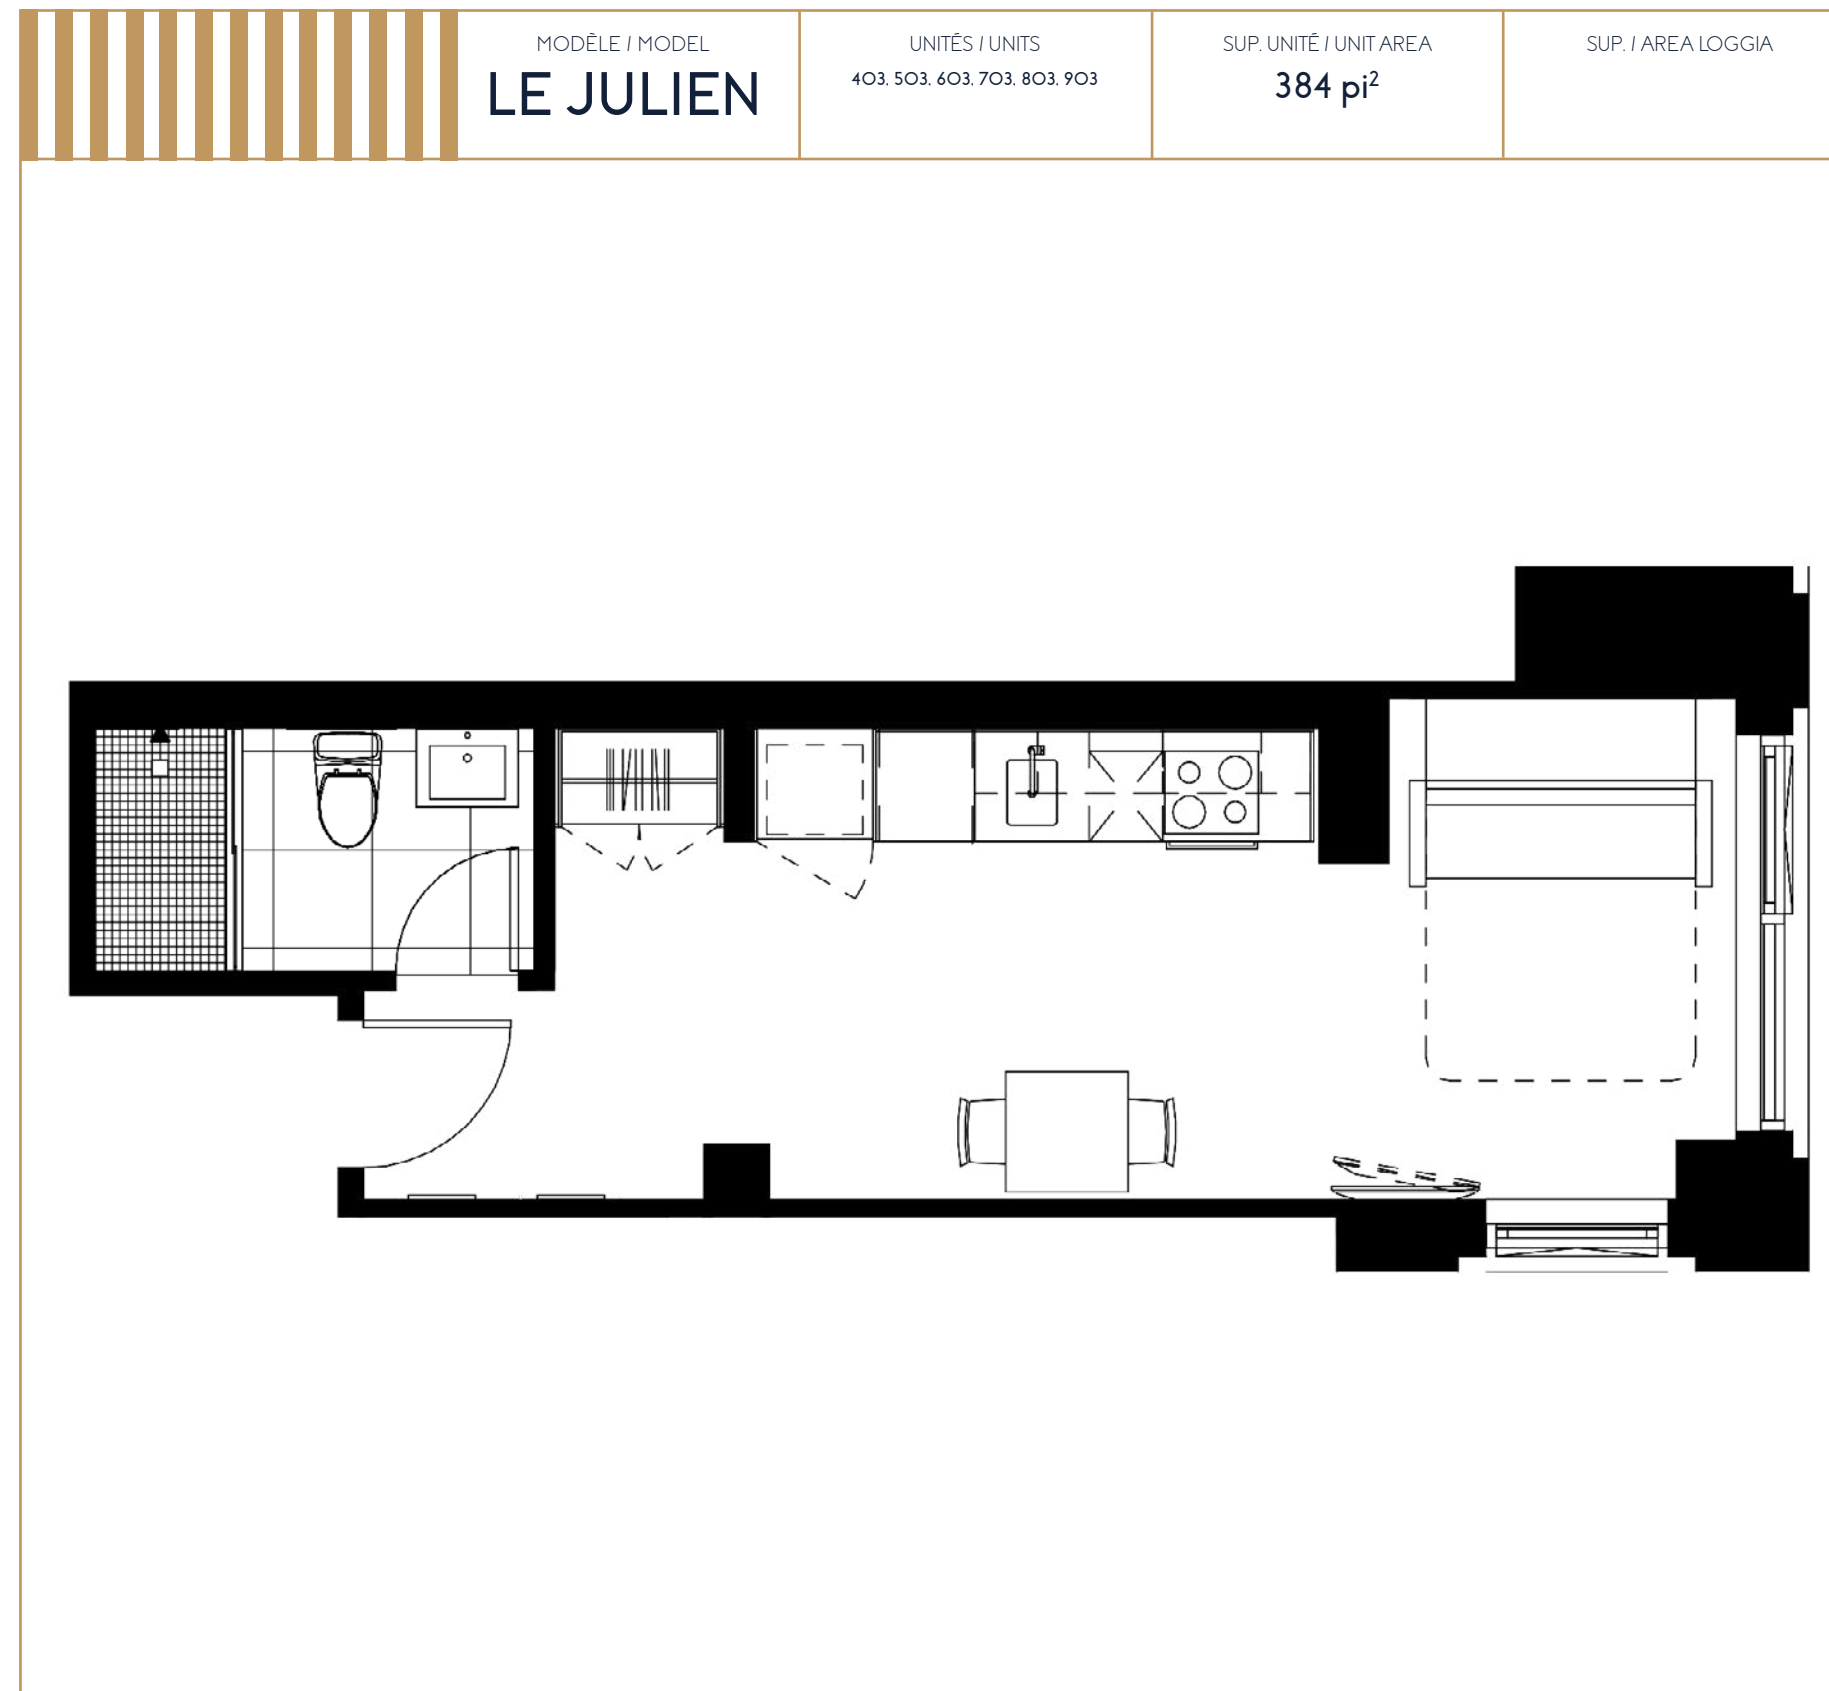 MODÈLE / MODEL
LE JULIEN
UNITÉS / UNITS
403, 503, 603, 703, 803, 903
SUP. UNITÉ / UNIT AREA
384 pi²
SUP. / AREA LOGGIA